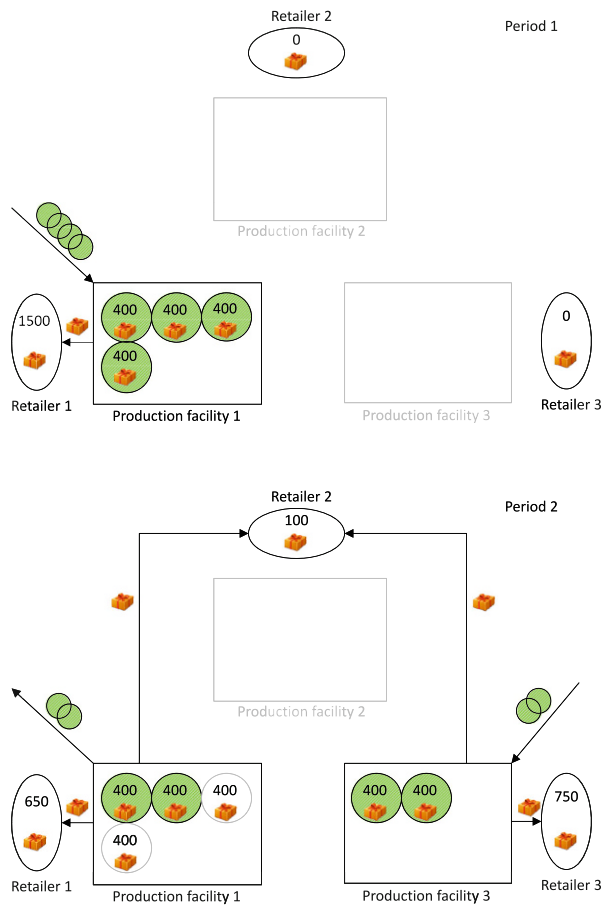 Retailer 2
Period 1
0
Production facility 2
400 400 400
1500
0
400
Retailer 1
Production facility 1
Production facility 3
Retailer 3
Retailer 2
Period 2
100
Production facility 2
400 400 400
400 400
650
750
400
Retailer 1
Production facility 1
Production facility 3
Retailer 3